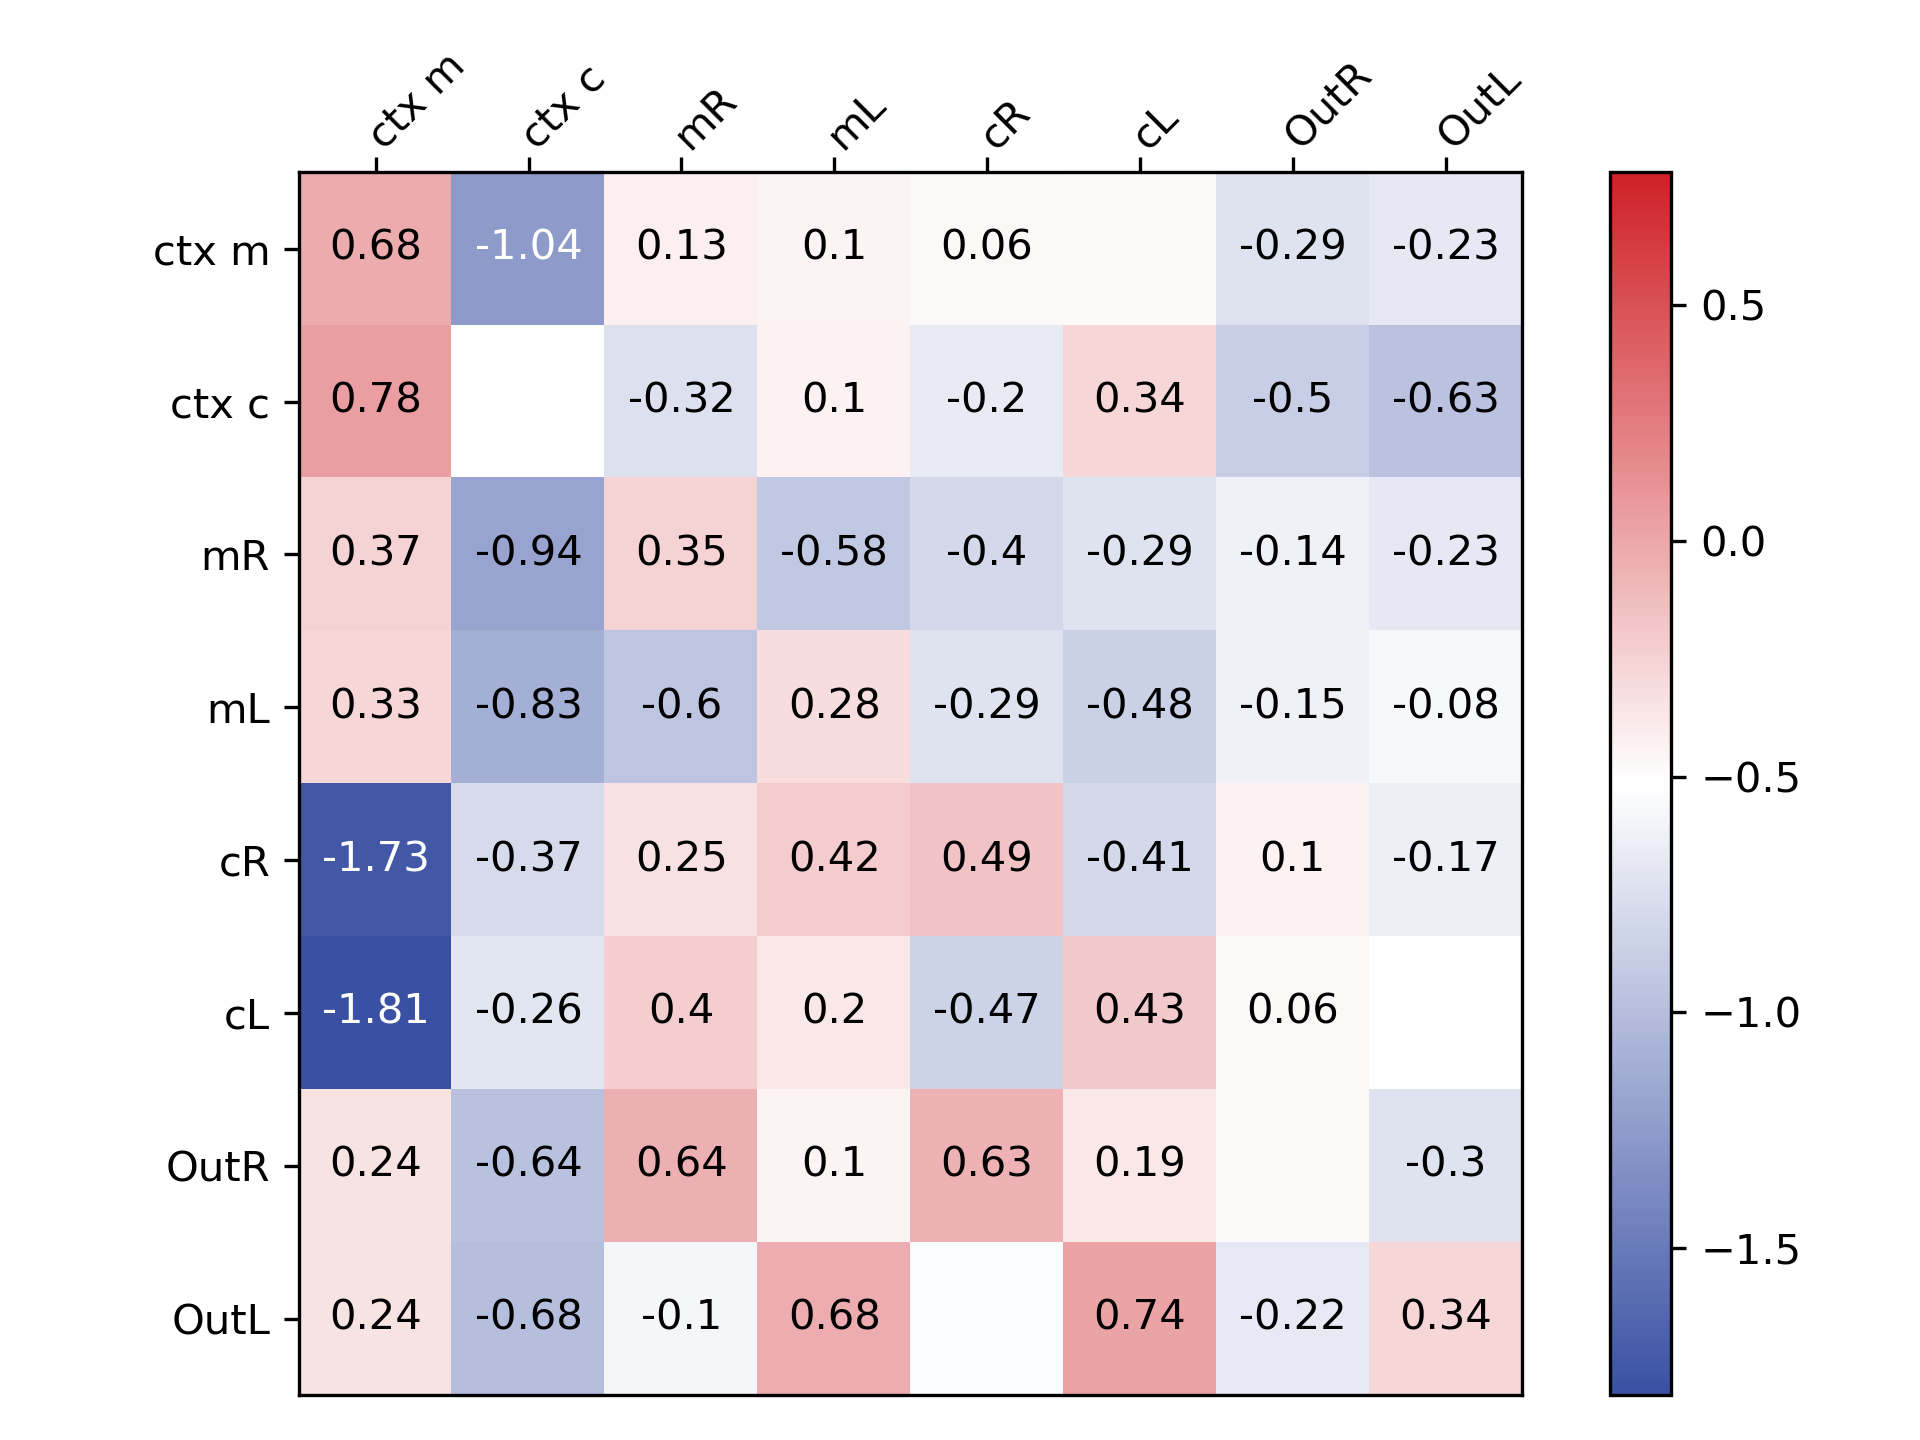 ctx m ctx c mR mL cR cL OutR OutL
ctx m 0.68 -1.04 0.13 0.1 0.06 -0.29 -0.23
ctx c 0.78 -0.32 0.1 -0.2 0.34 -0.5 -0.63
mR 0.37 -0.94 0.35 -0.58 -0.4 -0.29 -0.14 -0.23
mL 0.33 -0.83 -0.6 0.28 -0.29 -0.48 -0.15 -0.08
cR -1.73 -0.37 0.25 0.42 0.49 -0.41 0.1 -0.17
cL -1.81 -0.26 0.4 0.2 -0.47 0.43 0.06
OutR 0.24 -0.64 0.64 0.1 0.63 0.19 -0.3
OutL 0.24 -0.68 -0.1 0.68 0.74 -0.22 0.34
0.5
0.0
−0.5
−1.0
−1.5